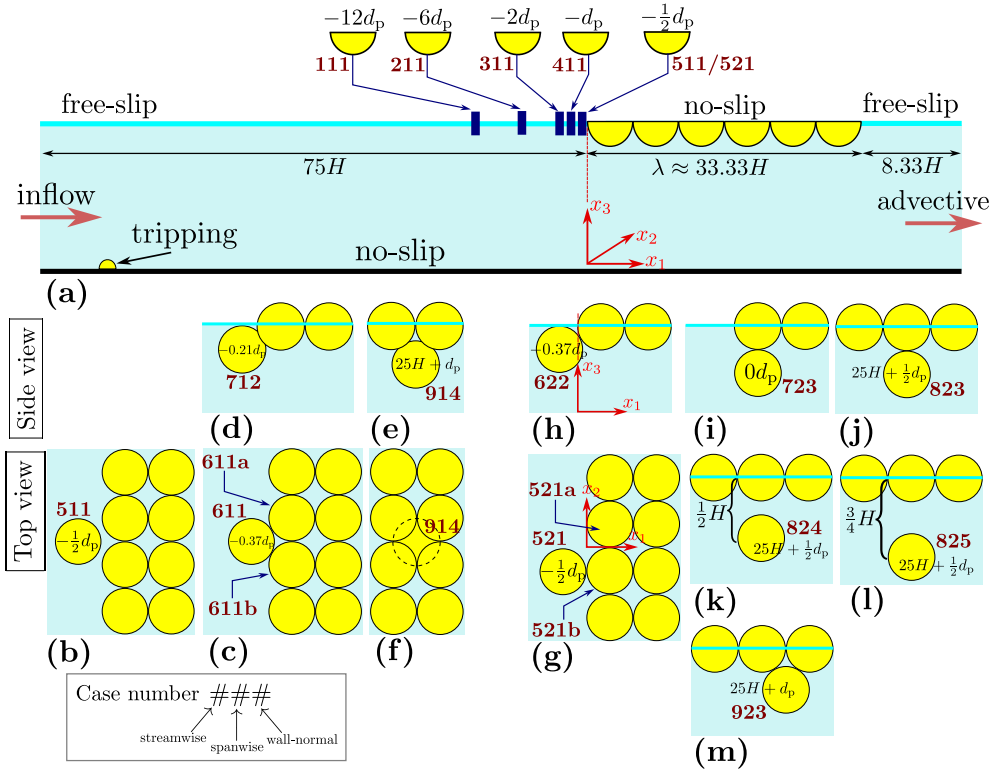 −12dₚ −6dₚ −2dₚ −dₚ −½dₚ
111 211 311 411 511/521
free-slip no-slip free-slip
75H λ ≈ 33.33H 8.33H
inflow advective
tripping
no-slip
x₃
x₂
x₁
(a)
Side view
−0.21dₚ
712
(d)
25H + dₚ
914
(e)
−0.37dₚ
622
x₃
x₁
(h)
0dₚ
723
(i)
25H + ½dₚ
823
(j)
Top view
511
−½dₚ
(b)
611a
611
−0.37dₚ
611b
(c)
914
(f)
521a
x₂
x₁
521
−½dₚ
521b
(g)
½H
824
25H + ½dₚ
(k)
¾H
825
25H + ½dₚ
(l)
25H + dₚ
923
(m)
Case number ###
streamwise
spanwise
wall-normal